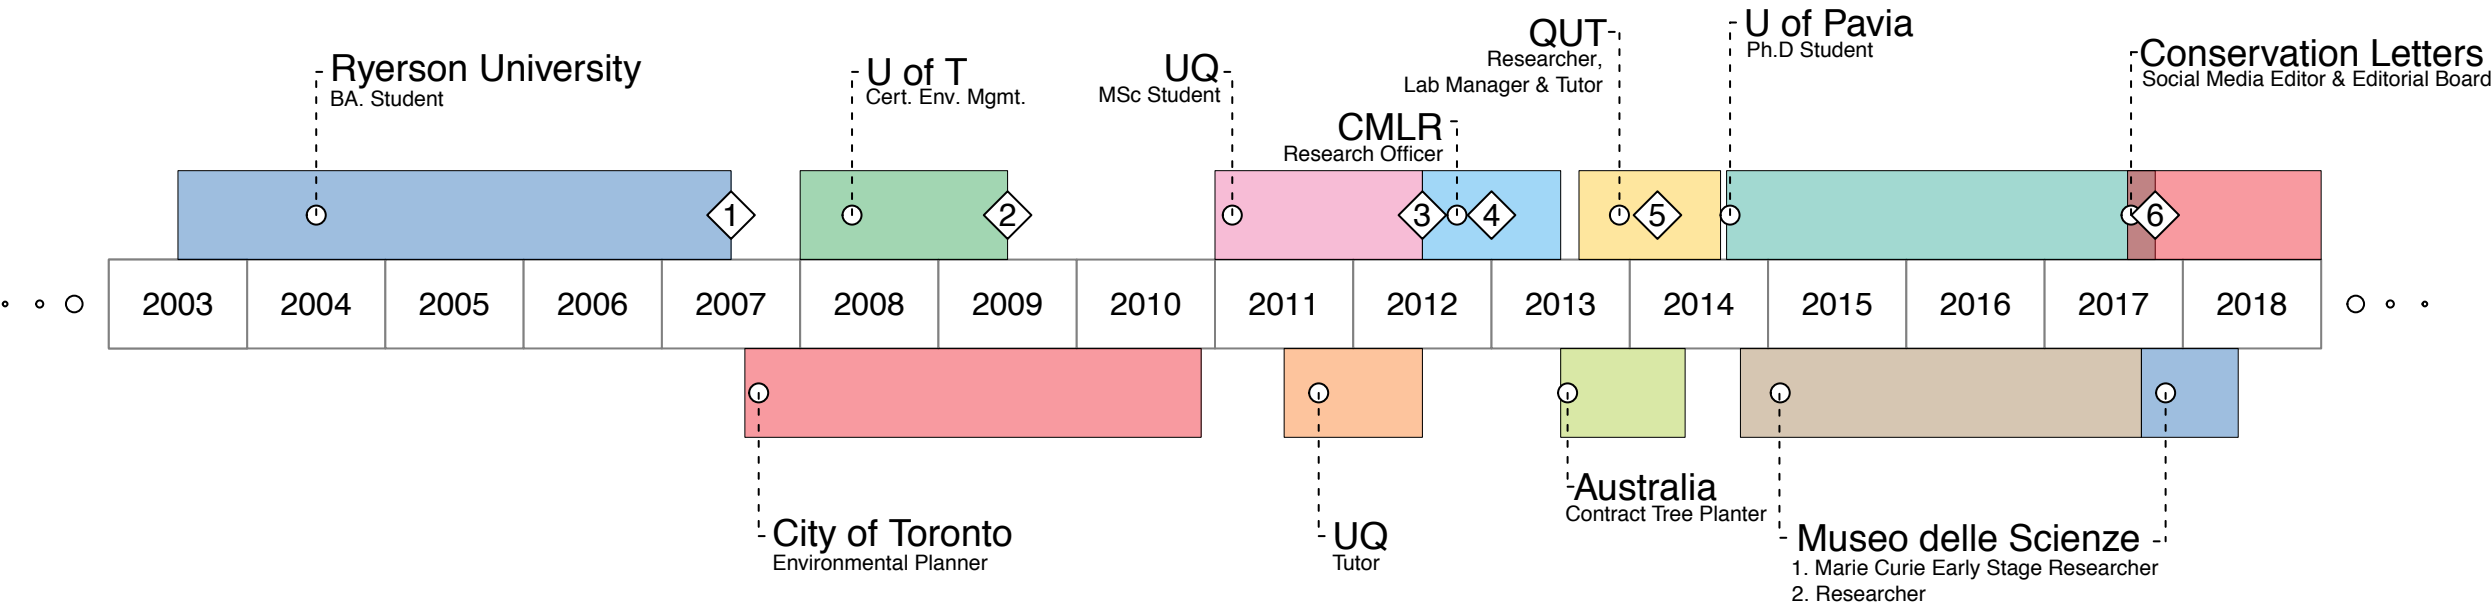 Ryerson University
BA. Student
U of T
Cert. Env. Mgmt.
UQ
MSc Student
CMLR
Research Officer
QUT
Researcher,
Lab Manager & Tutor
U of Pavia
Ph.D Student
Conservation Letters
Social Media Editor & Editorial Board
1
2
3
4
5
6
2003
2004
2005
2006
2007
2008
2009
2010
2011
2012
2013
2014
2015
2016
2017
2018
City of Toronto
Environmental Planner
UQ
Tutor
Australia
Contract Tree Planter
Museo delle Scienze
1. Marie Curie Early Stage Researcher
2. Researcher